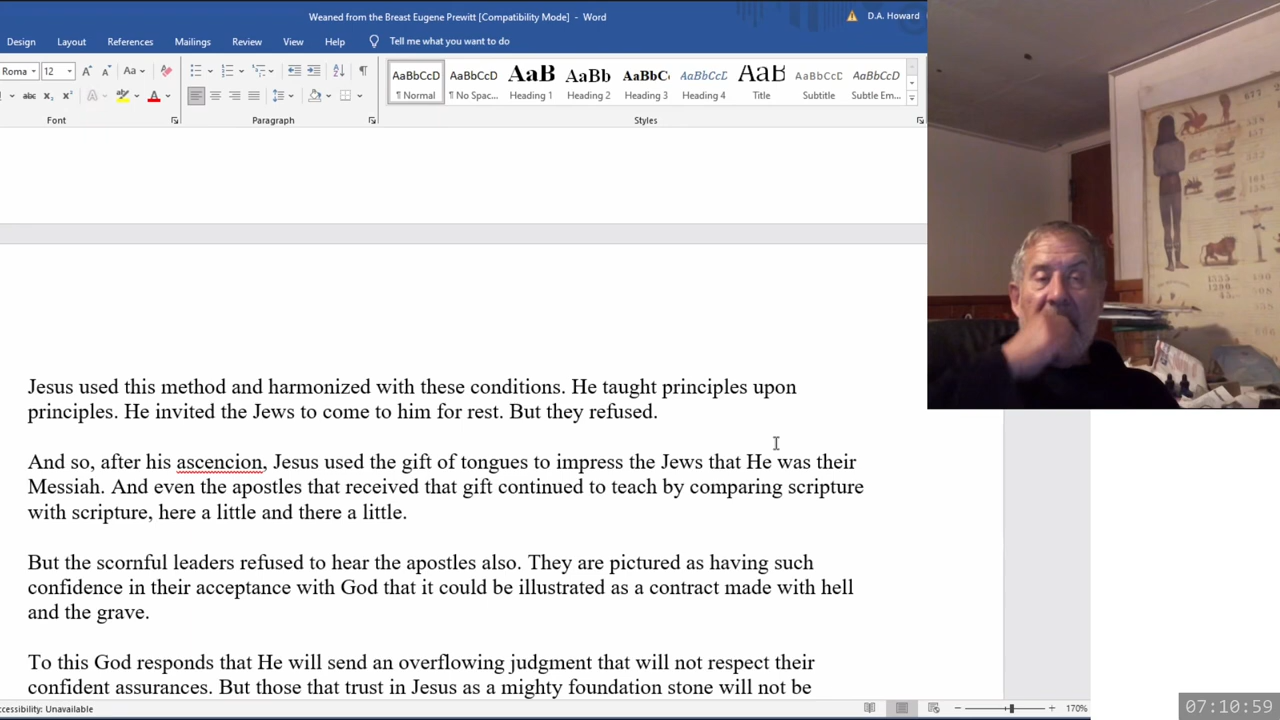 Weaned from the Breast Eugene Prewitt [Compatibility Mode] - Word
D.A. Howard
Design Layout References Mailings Review View Help Tell me what you want to do
Roma 12 Aa
AaBbCcD AaBbCcD AaB AaBb AaBbCc AaBbCcD AaB AaBbCcD AaBbCcD
¶ Normal ¶ No Spac... Heading 1 Heading 2 Heading 3 Heading 4 Title Subtitle Subtle Em...
Font Paragraph Styles
Jesus used this method and harmonized with these conditions. He taught principles upon
principles. He invited the Jews to come to him for rest. But they refused.
And so, after his ascencion, Jesus used the gift of tongues to impress the Jews that He was their
Messiah. And even the apostles that received that gift continued to teach by comparing scripture
with scripture, here a little and there a little.
But the scornful leaders refused to hear the apostles also. They are pictured as having such
confidence in their acceptance with God that it could be illustrated as a contract made with hell
and the grave.
To this God responds that He will send an overflowing judgment that will not respect their
confident assurances. But those that trust in Jesus as a mighty foundation stone will not be
ccessibility: Unavailable
170%
07:10:59